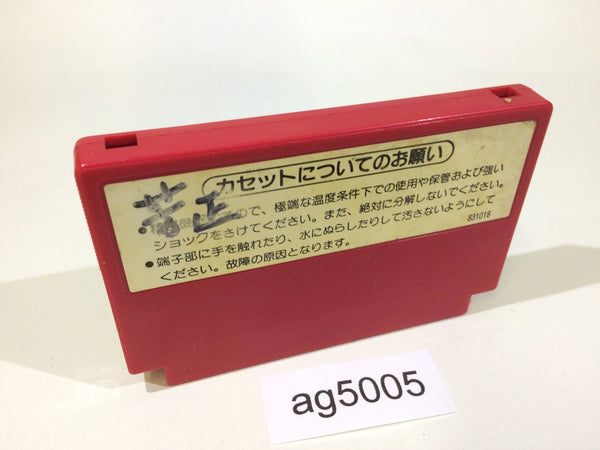 カセットについてのお願い
苦正
ので、極端な温度条件下での使用や保管および強い
ショックをさけてください。また、絶対に分解しないでください。
●端子部に手を触れたり、水にぬらしたりして汚さないようにして
ください。故障の原因となります。
831018
ag5005